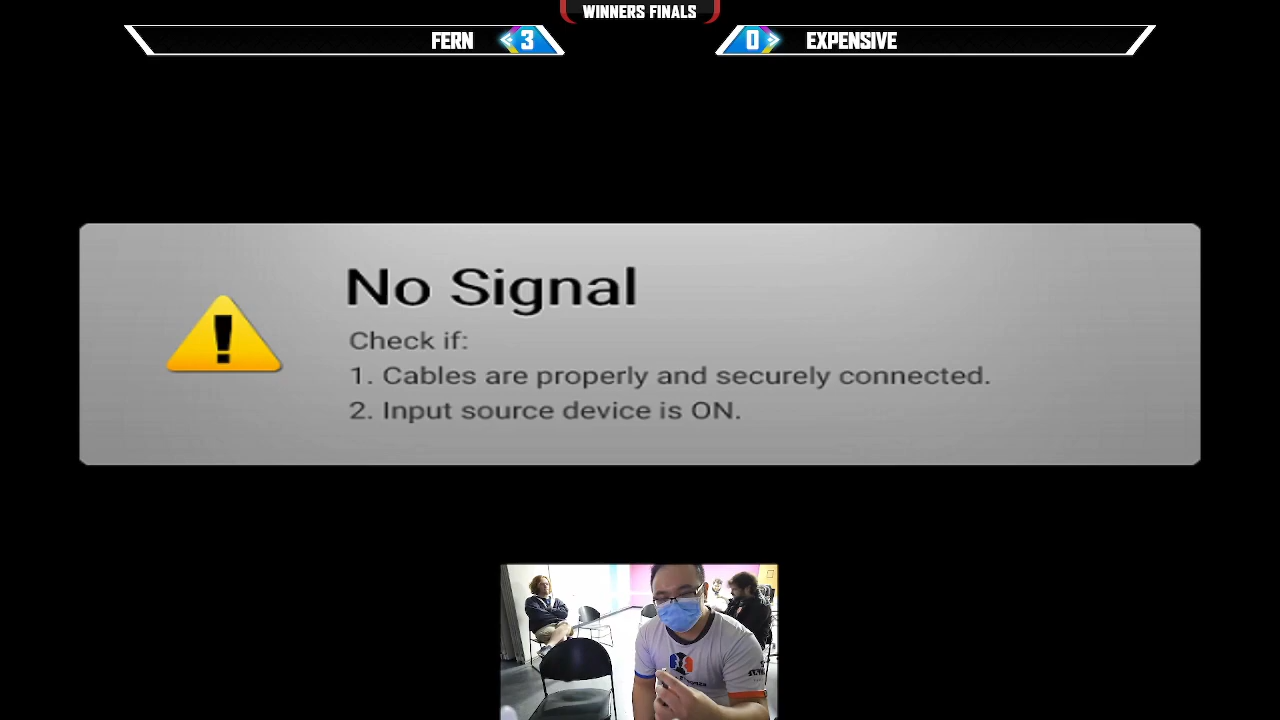 WINNERS FINALS
FERN 3 0 EXPENSIVE
No Signal
Check if:
1. Cables are properly and securely connected.
2. Input source device is ON.